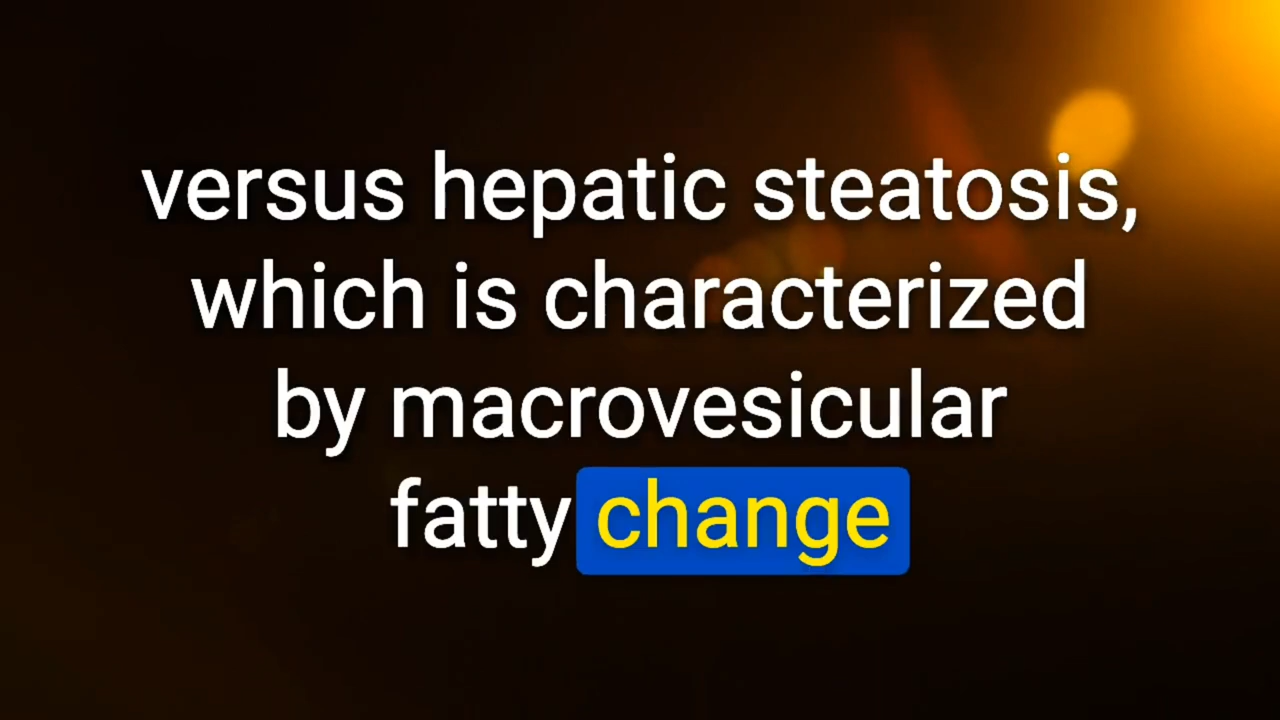 versus hepatic steatosis,
which is characterized
by macrovesicular
fatty change